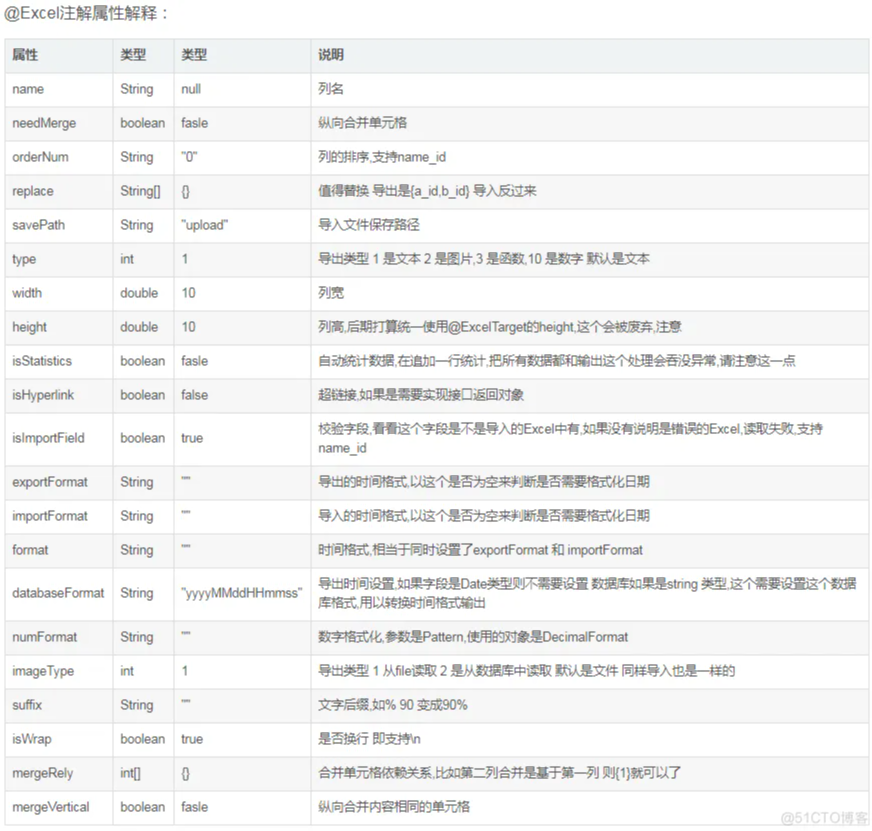 @Excel注解属性解释：
属性 类型 类型 说明
name String null 列名
needMerge boolean fasle 纵向合并单元格
orderNum String "0" 列的排序,支持name_id
replace String[] {} 值得替换 导出是{a_id,b_id} 导入反过来
savePath String "upload" 导入文件保存路径
type int 1 导出类型 1 是文本 2 是图片,3 是函数,10 是数字 默认是文本
width double 10 列宽
height double 10 列高,后期打算统一使用@ExcelTarget的height,这个会被废弃,注意
isStatistics boolean fasle 自动统计数据,在追加一行统计,把所有数据都和输出这个处理会吞没异常,请注意这一点
isHyperlink boolean false 超链接,如果是需要实现接口返回对象
isImportField boolean true 校验字段,看看这个字段是不是导入的Excel中有,如果没有说明是错误的Excel,读取失败,支持
name_id
exportFormat String "" 导出的时间格式,以这个是否为空来判断是否需要格式化日期
importFormat String "" 导入的时间格式,以这个是否为空来判断是否需要格式化日期
format String "" 时间格式,相当于同时设置了exportFormat 和 importFormat
databaseFormat String "yyyyMMddHHmmss" 导出时间设置,如果字段是Date类型则不需要设置 数据库如果是string 类型,这个需要设置这个数据
库格式,用以转换时间格式输出
numFormat String "" 数字格式化,参数是Pattern,使用的对象是DecimalFormat
imageType int 1 导出类型 1 从file读取 2 是从数据库中读取 默认是文件 同样导入也是一样的
suffix String "" 文字后缀,如% 90 变成90%
isWrap boolean true 是否换行 即支持\n
mergeRely int[] {} 合并单元格依赖关系,比如第二列合并是基于第一列 则{1}就可以了
mergeVertical boolean fasle 纵向合并内容相同的单元格
@51CTO博客